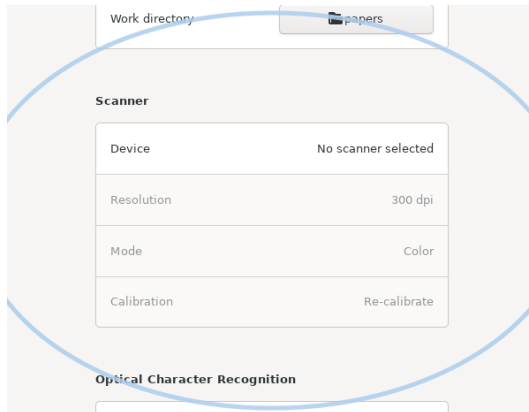 Work directory papers
Scanner
Device No scanner selected
Resolution 300 dpi
Mode Color
Calibration Re-calibrate
Optical Character Recognition